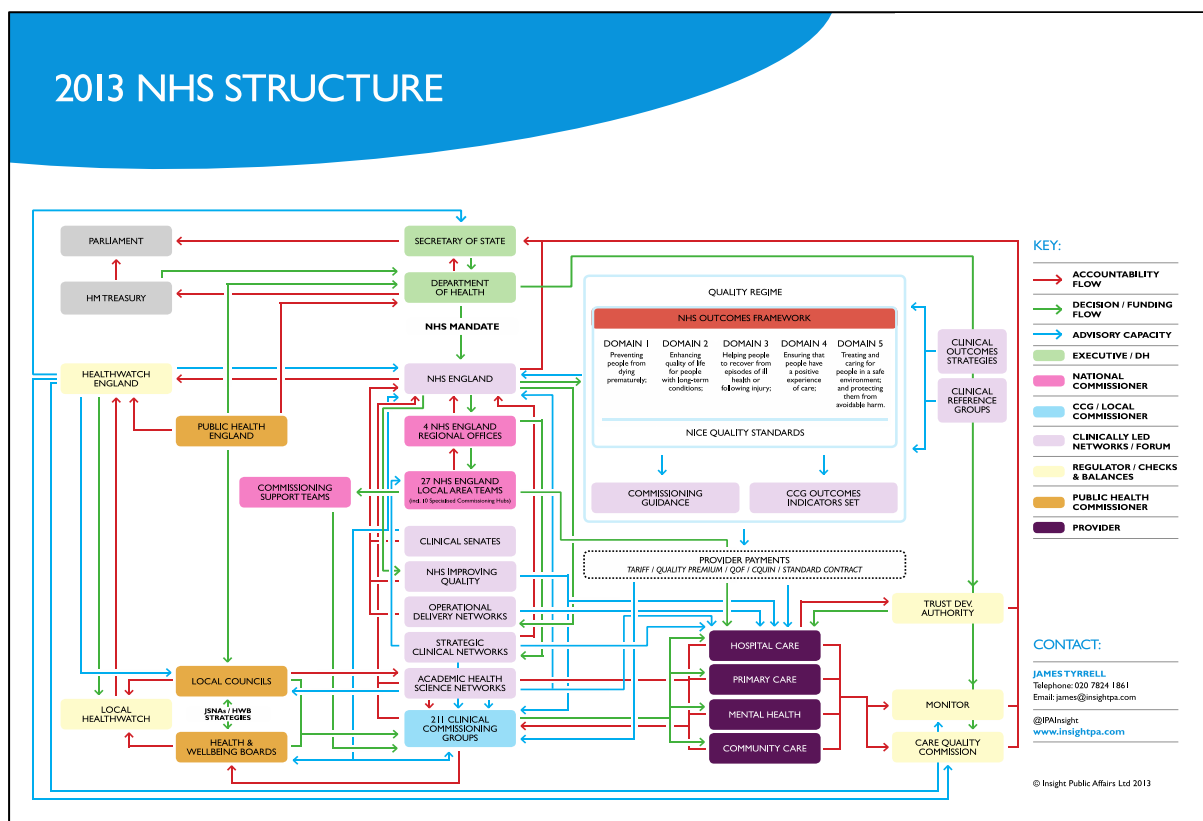 2013 NHS STRUCTURE
PARLIAMENT
HM TREASURY
SECRETARY OF STATE
DEPARTMENT
OF HEALTH
NHS MANDATE
HEALTHWATCH
ENGLAND
NHS ENGLAND
PUBLIC HEALTH
ENGLAND
4 NHS ENGLAND
REGIONAL OFFICES
COMMISSIONING
SUPPORT TEAMS
27 NHS ENGLAND
LOCAL AREA TEAMS
(incl. 10 Specialised Commissioning Hubs)
CLINICAL SENATES
NHS IMPROVING
QUALITY
OPERATIONAL
DELIVERY NETWORKS
STRATEGIC
CLINICAL NETWORKS
ACADEMIC HEALTH
SCIENCE NETWORKS
211 CLINICAL
COMMISSIONING
GROUPS
LOCAL COUNCILS
JSNAs / HWB
STRATEGIES
LOCAL
HEALTHWATCH
HEALTH &
WELLBEING BOARDS
QUALITY REGIME
NHS OUTCOMES FRAMEWORK
DOMAIN 1
Preventing
people from
dying
prematurely;
DOMAIN 2
Enhancing
quality of life
for people
with long-term
conditions;
DOMAIN 3
Helping people
to recover from
episodes of ill
health or
following injury;
DOMAIN 4
Ensuring that
people have
a positive
experience
of care;
DOMAIN 5
Treating and
caring for
people in a safe
environment;
and protecting
them from
avoidable harm.
NICE QUALITY STANDARDS
COMMISSIONING
GUIDANCE
CCG OUTCOMES
INDICATORS SET
PROVIDER PAYMENTS
TARIFF / QUALITY PREMIUM / QOF / CQUIN / STANDARD CONTRACT
HOSPITAL CARE
PRIMARY CARE
MENTAL HEALTH
COMMUNITY CARE
CLINICAL
OUTCOMES
STRATEGIES
CLINICAL
REFERENCE
GROUPS
TRUST DEV.
AUTHORITY
MONITOR
CARE QUALITY
COMMISSION
KEY:
ACCOUNTABILITY
FLOW
DECISION / FUNDING
FLOW
ADVISORY CAPACITY
EXECUTIVE / DH
NATIONAL
COMMISSIONER
CCG / LOCAL
COMMISSIONER
CLINICALLY LED
NETWORKS / FORUM
REGULATOR / CHECKS
& BALANCES
PUBLIC HEALTH
COMMISSIONER
PROVIDER
CONTACT:
JAMES TYRRELL
Telephone: 020 7824 1861
Email: james@insightpa.com
@IPAInsight
www.insightpa.com
© Insight Public Affairs Ltd 2013